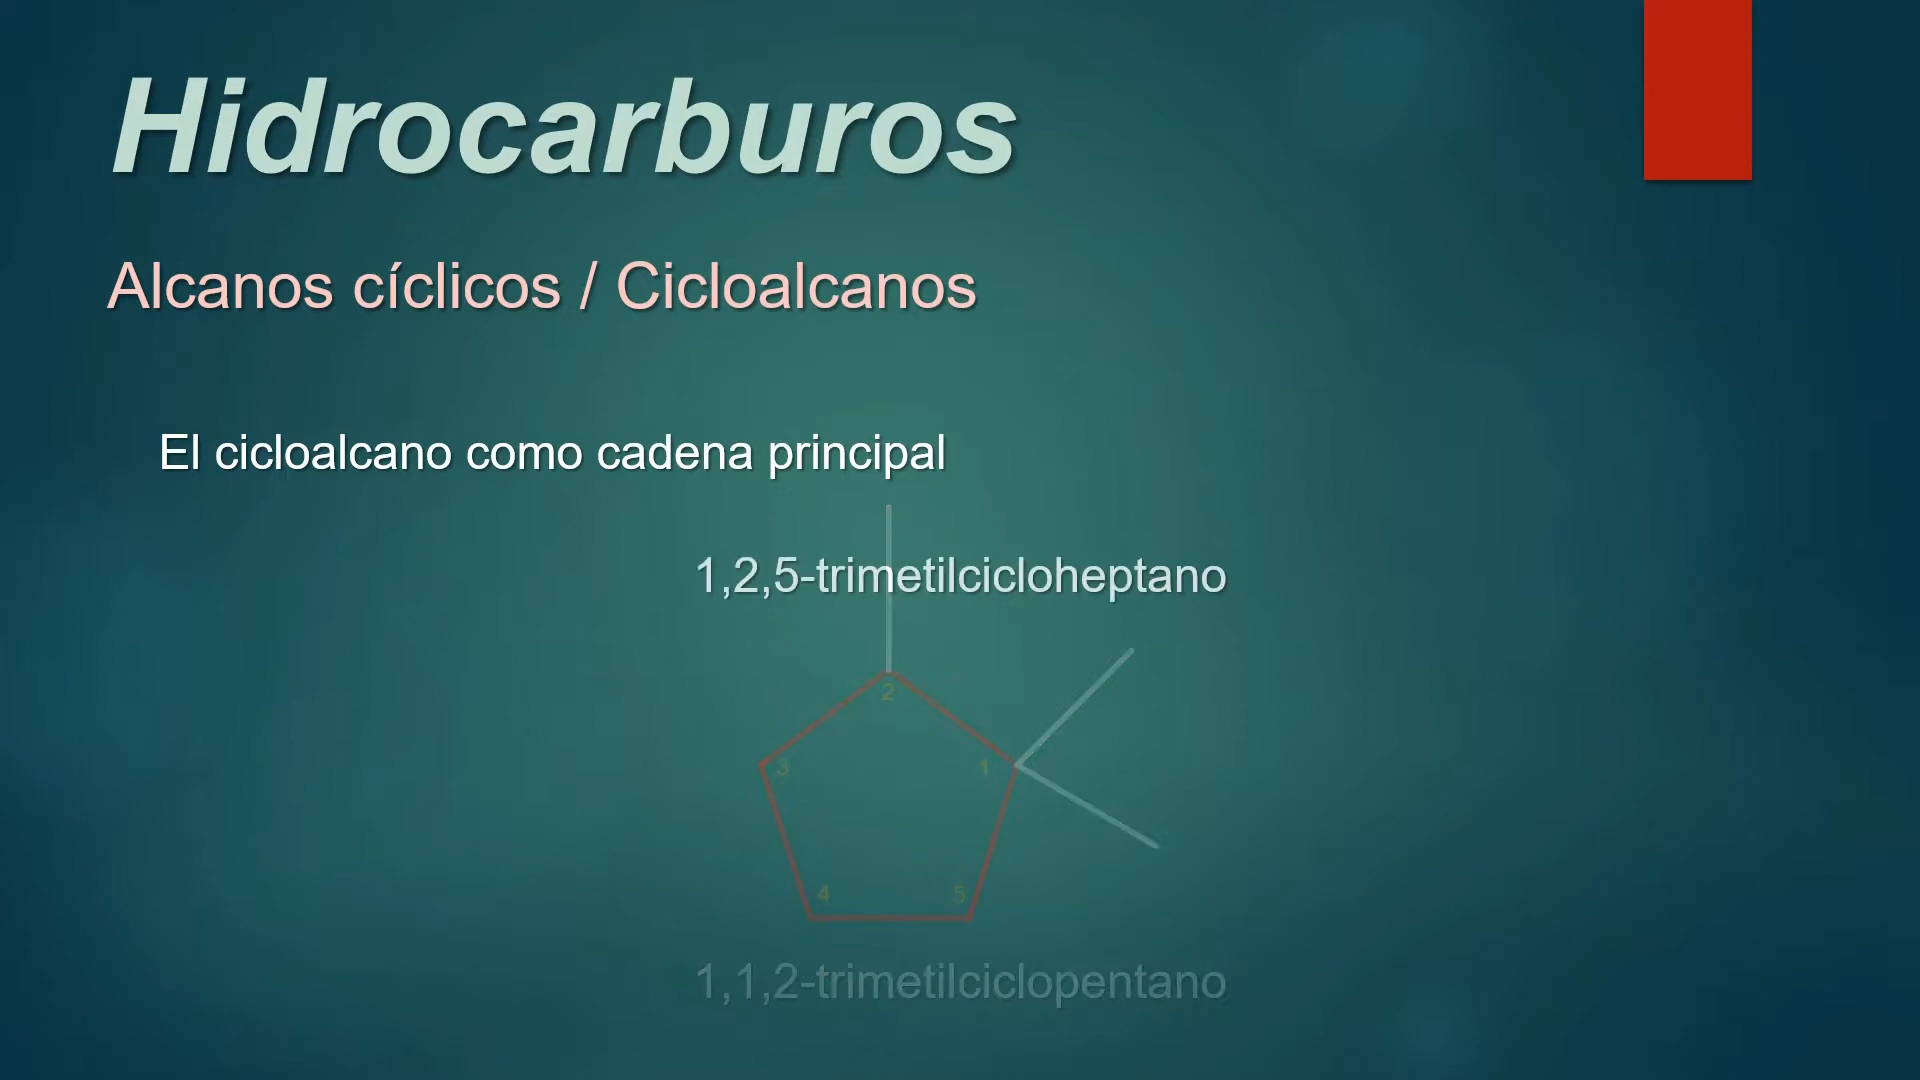 Hidrocarburos
Alcanos cíclicos / Cicloalcanos
El cicloalcano como cadena principal
1,2,5-trimetilcicloheptano
2
3 1
4 5
1,1,2-trimetilciclopentano